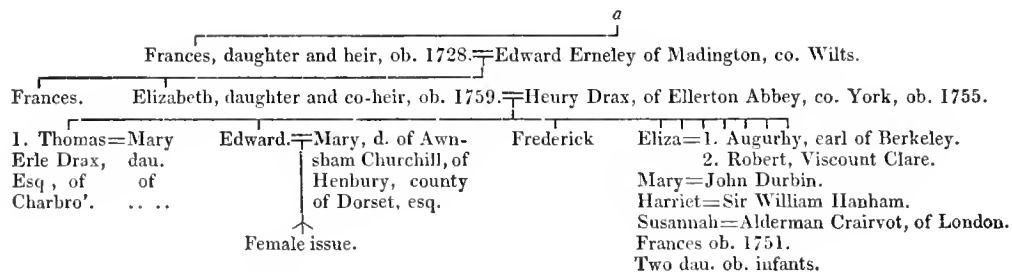 a
Frances, daughter and heir, ob. 1728.╤Edward Erneley of Madington, co. Wilts.
Frances. Elizabeth, daughter and co-heir, ob. 1759.╤Heury Drax, of Ellerton Abbey, co. York, ob. 1755.
1. Thomas=Mary
Erle Drax, dau.
Esq, of of
Charbro'. .. ..
Edward.╤Mary, d. of Awn-
sham Churchill, of
Henbury, county
of Dorset, esq.
Female issue.
Frederick
Eliza=1. Augurhy, earl of Berkeley.
2. Robert, Viscount Clare.
Mary=John Durbin.
Harriet=Sir William Hanham.
Susannah=Alderman Crairvot, of London.
Frances ob. 1751.
Two dau. ob. infants.